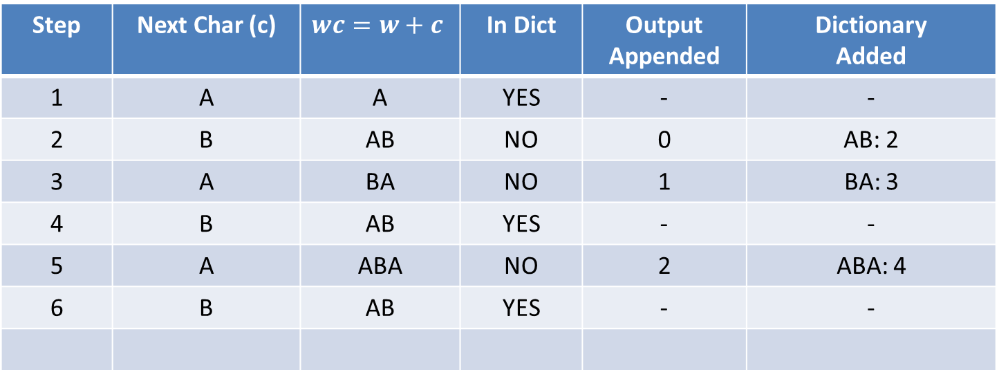 Step Next Char (c) wc = w + c In Dict Output Appended Dictionary Added
1 A A YES - -
2 B AB NO 0 AB: 2
3 A BA NO 1 BA: 3
4 B AB YES - -
5 A ABA NO 2 ABA: 4
6 B AB YES - -